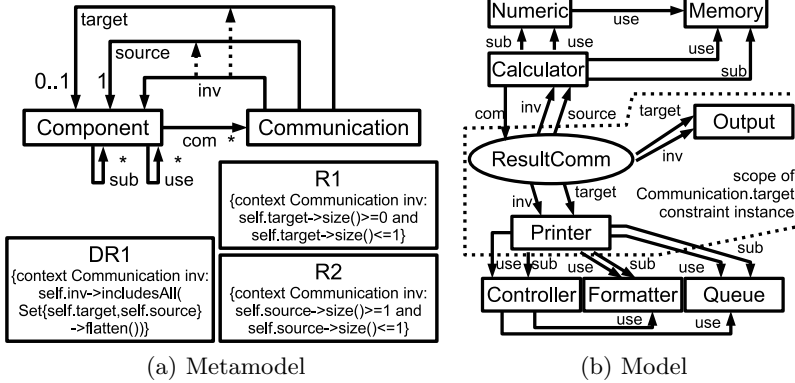 target
source
0..1
1
inv
Component
com
*
Communication
*
*
sub
use
R1
{context Communication inv:
self.target->size()>=0 and
self.target->size()<=1}
DR1
{context Communication inv:
self.inv->includesAll(
Set{self.target,self.source}
->flatten())}
R2
{context Communication inv:
self.source->size()>=1 and
self.source->size()<=1}
(a) Metamodel
Numeric
use
Memory
sub
use
use
Calculator
sub
com
inv
source
target
Output
ResultComm
inv
inv
target
scope of
Communication.target
constraint instance
Printer
sub
use
sub
use
sub
use
Controller
Formatter
Queue
use
use
(b) Model